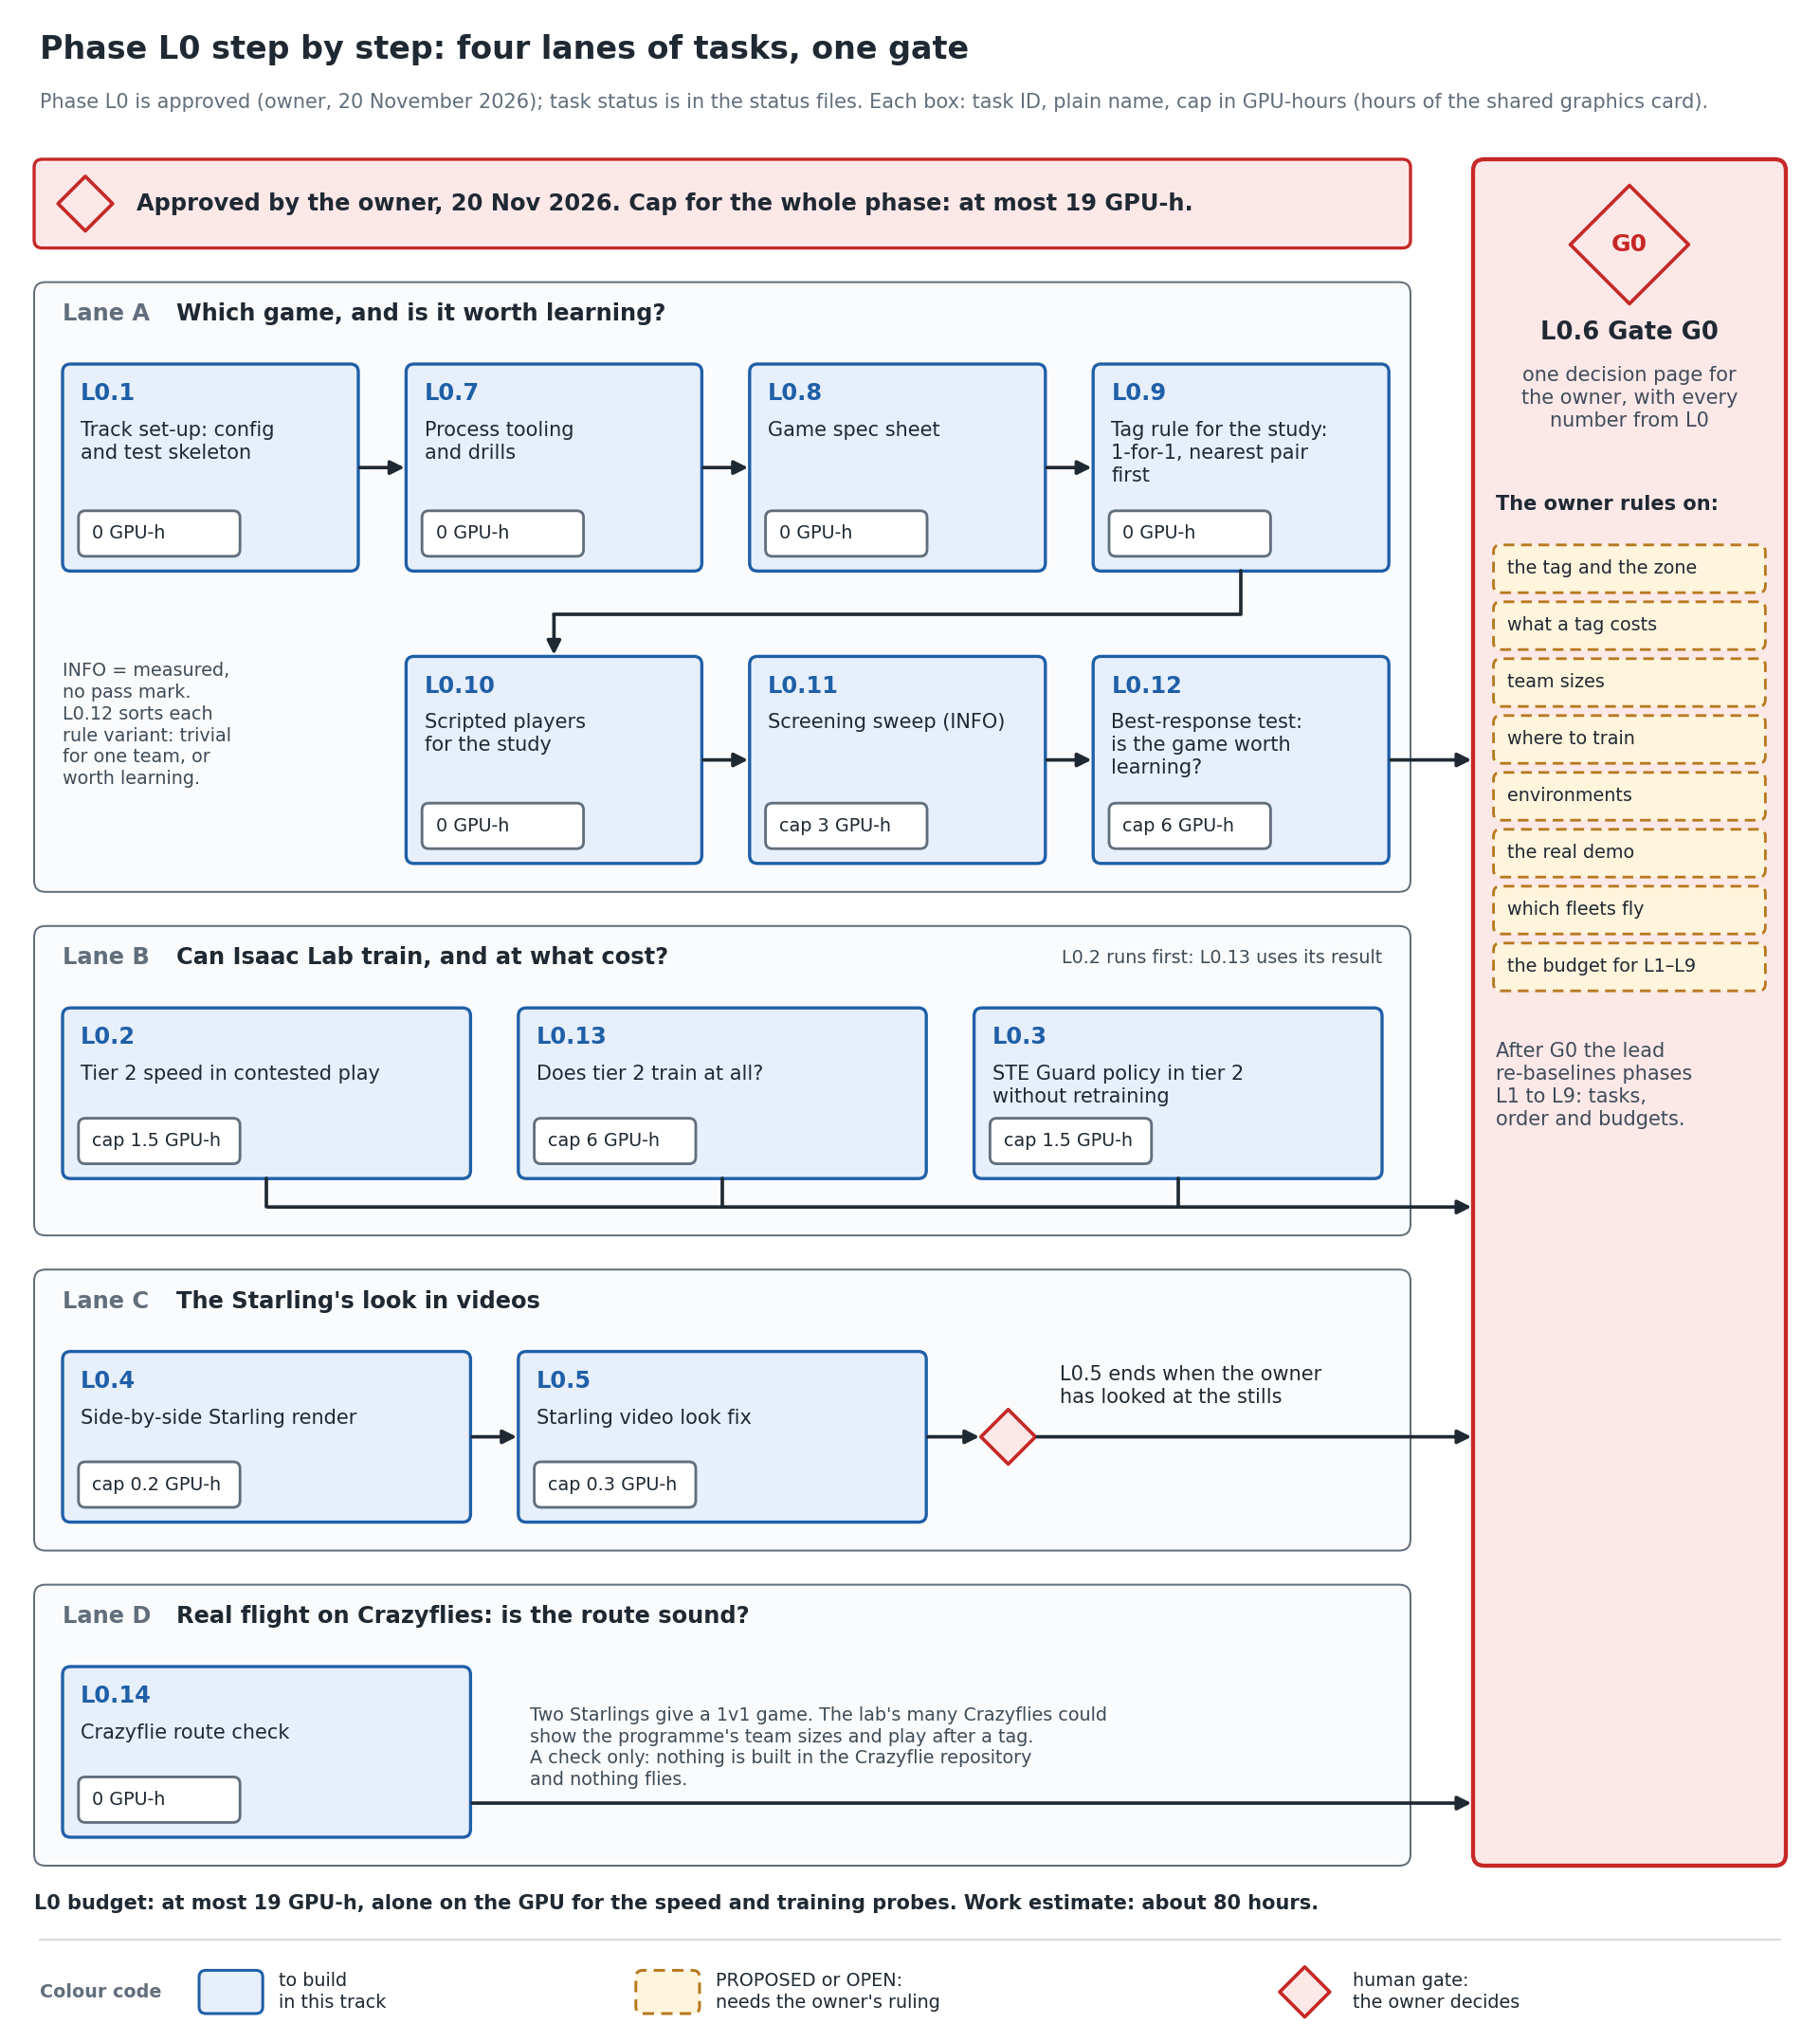 Phase L0 step by step: four lanes of tasks, one gate
Phase L0 is approved (owner, 20 November 2026); task status is in the status files. Each box: task ID, plain name, cap in GPU-hours (hours of the shared graphics card).
Approved by the owner, 20 Nov 2026. Cap for the whole phase: at most 19 GPU-h.
Lane A Which game, and is it worth learning?
L0.1
Track set-up: config
and test skeleton
0 GPU-h
L0.7
Process tooling
and drills
0 GPU-h
L0.8
Game spec sheet
0 GPU-h
L0.9
Tag rule for the study:
1-for-1, nearest pair
first
0 GPU-h
INFO = measured,
no pass mark.
L0.12 sorts each
rule variant: trivial
for one team, or
worth learning.
L0.10
Scripted players
for the study
0 GPU-h
L0.11
Screening sweep (INFO)
cap 3 GPU-h
L0.12
Best-response test:
is the game worth
learning?
cap 6 GPU-h
Lane B Can Isaac Lab train, and at what cost?
L0.2 runs first: L0.13 uses its result
L0.2
Tier 2 speed in contested play
cap 1.5 GPU-h
L0.13
Does tier 2 train at all?
cap 6 GPU-h
L0.3
STE Guard policy in tier 2
without retraining
cap 1.5 GPU-h
Lane C The Starling's look in videos
L0.4
Side-by-side Starling render
cap 0.2 GPU-h
L0.5
Starling video look fix
cap 0.3 GPU-h
L0.5 ends when the owner
has looked at the stills
Lane D Real flight on Crazyflies: is the route sound?
L0.14
Crazyflie route check
0 GPU-h
Two Starlings give a 1v1 game. The lab's many Crazyflies could
show the programme's team sizes and play after a tag.
A check only: nothing is built in the Crazyflie repository
and nothing flies.
G0
L0.6 Gate G0
one decision page for
the owner, with every
number from L0
The owner rules on:
the tag and the zone
what a tag costs
team sizes
where to train
environments
the real demo
which fleets fly
the budget for L1–L9
After G0 the lead
re-baselines phases
L1 to L9: tasks,
order and budgets.
L0 budget: at most 19 GPU-h, alone on the GPU for the speed and training probes. Work estimate: about 80 hours.
Colour code
to build
in this track
PROPOSED or OPEN:
needs the owner's ruling
human gate:
the owner decides